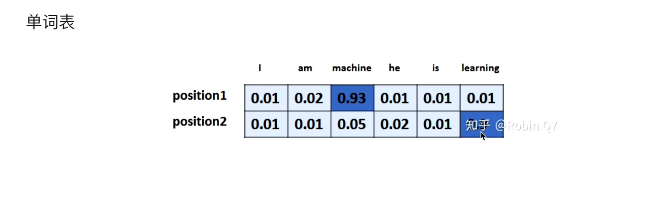 单词表
I am machine he is learning
position1 0.01 0.02 0.93 0.01 0.01 0.01
position2 0.01 0.01 0.05 0.02 0.01
知乎 @Robin.Q7